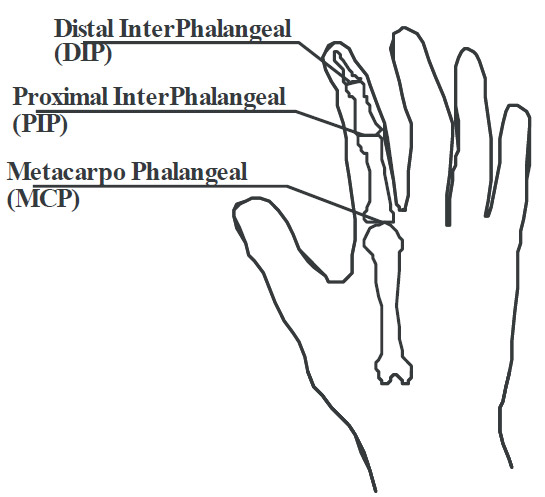 Distal InterPhalangeal
(DIP)
Proximal InterPhalangeal
(PIP)
Metacarpo Phalangeal
(MCP)